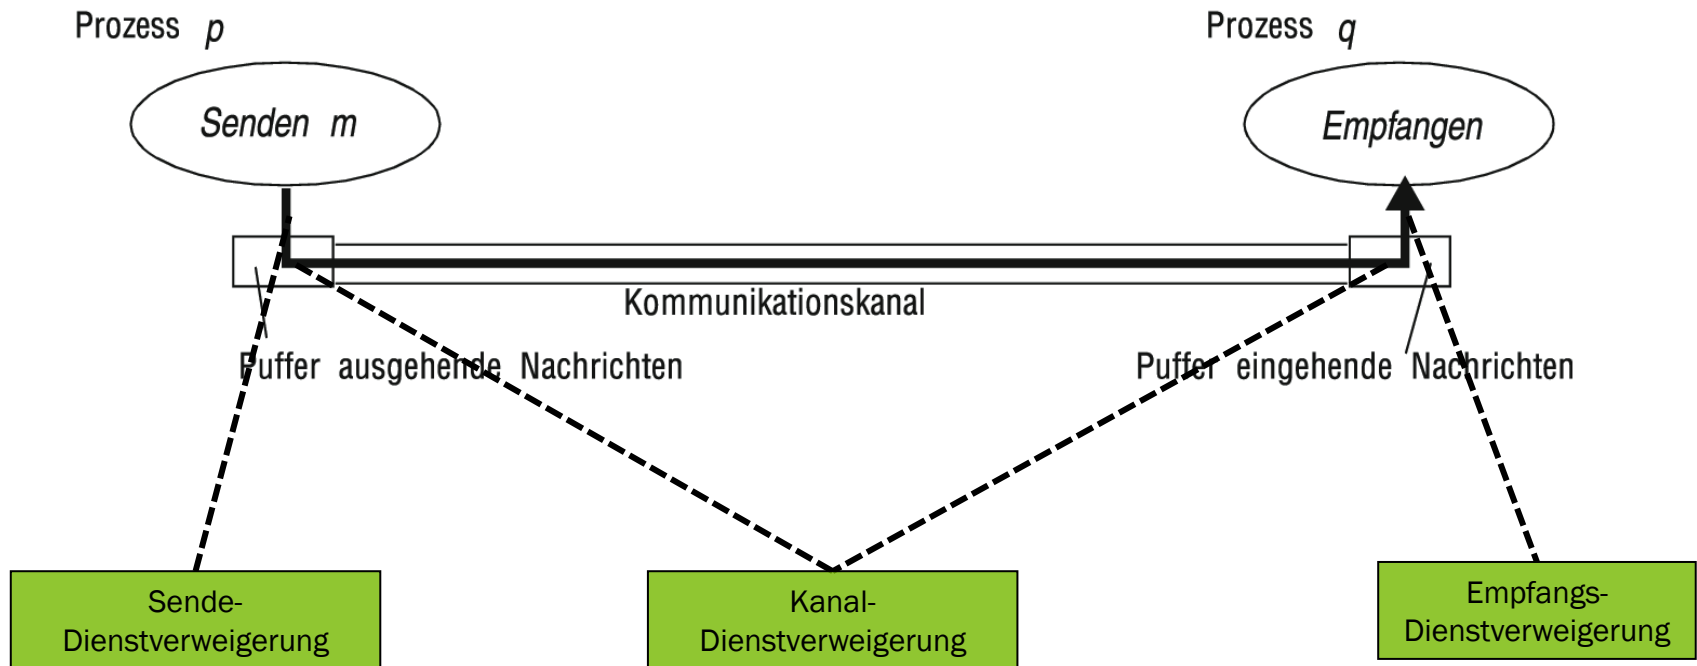 Prozess p
Prozess q
Senden m
Empfangen
Kommunikationskanal
Puffer ausgehende Nachrichten
Puffer eingehende Nachrichten
Sende-
Dienstverweigerung
Kanal-
Dienstverweigerung
Empfangs-
Dienstverweigerung